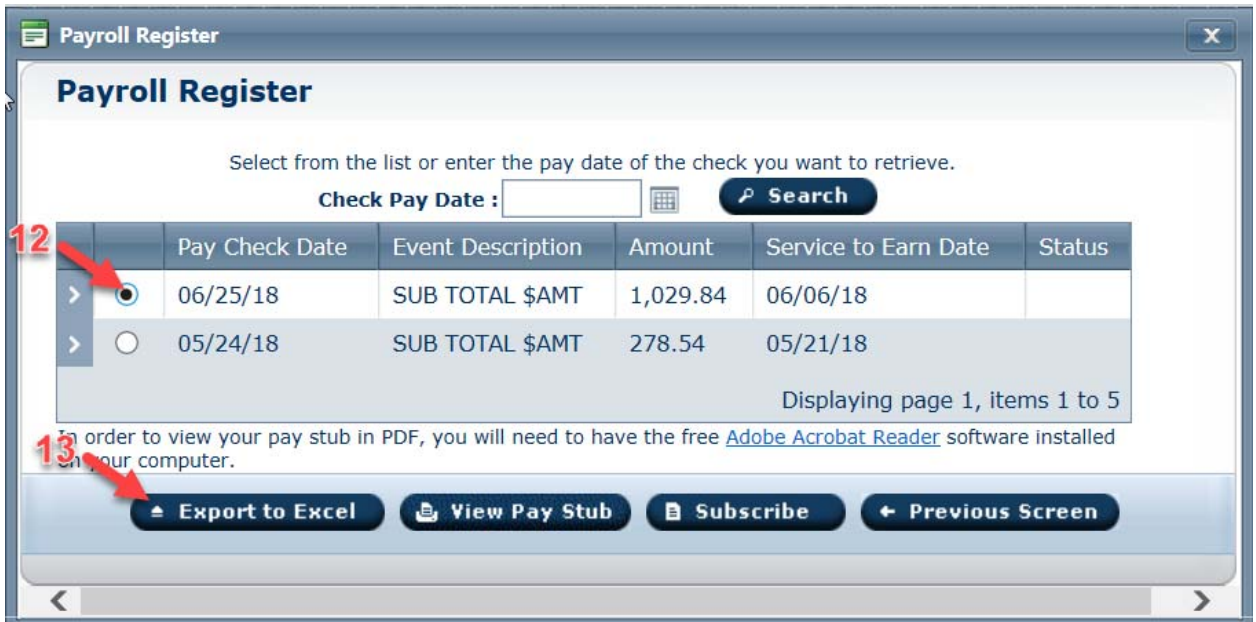 Payroll Register
X
Payroll Register
Select from the list or enter the pay date of the check you want to retrieve.
Check Pay Date : Search
12
Pay Check Date Event Description Amount Service to Earn Date Status
06/25/18 SUB TOTAL $AMT 1,029.84 06/06/18
05/24/18 SUB TOTAL $AMT 278.54 05/21/18
Displaying page 1, items 1 to 5
In order to view your pay stub in PDF, you will need to have the free Adobe Acrobat Reader software installed
13
on your computer.
Export to Excel View Pay Stub Subscribe Previous Screen